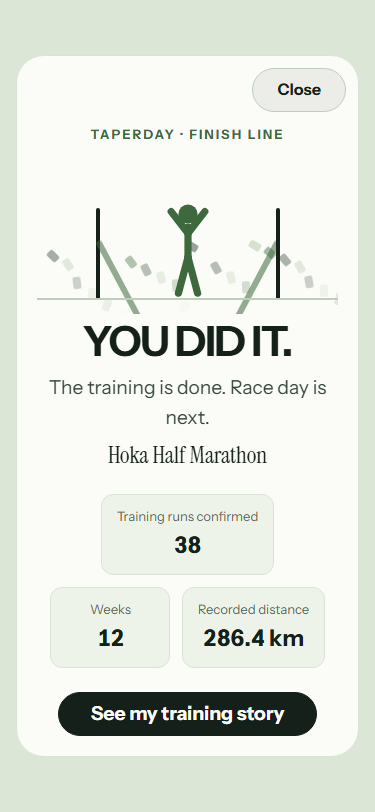 Close
TAPERDAY · FINISH LINE
YOU DID IT.
The training is done. Race day is
next.
Hoka Half Marathon
Training runs confirmed
38
Weeks
12
Recorded distance
286.4 km
See my training story